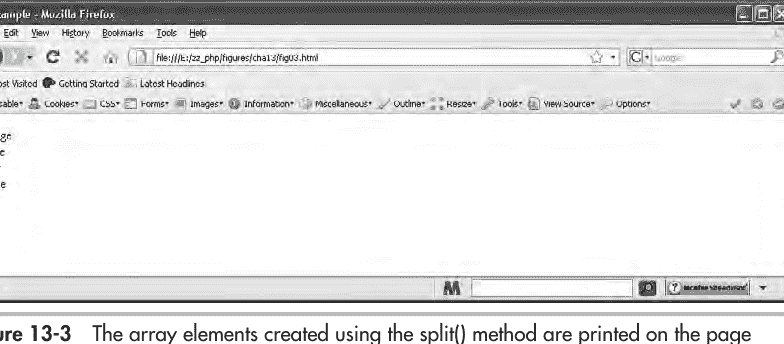 ample - Mozilla Firefox
Edit View History Bookmarks Tools Help
file:///E:/zz_php/figures/cha13/fig03.html
Google
ost Visited Getting Started Latest Headlines
sable Cookies CSS Forms Images Information Miscellaneous Outline Resize Tools View Source Options
ge
e
e
M
ure 13-3 The array elements created using the split() method are printed on the page